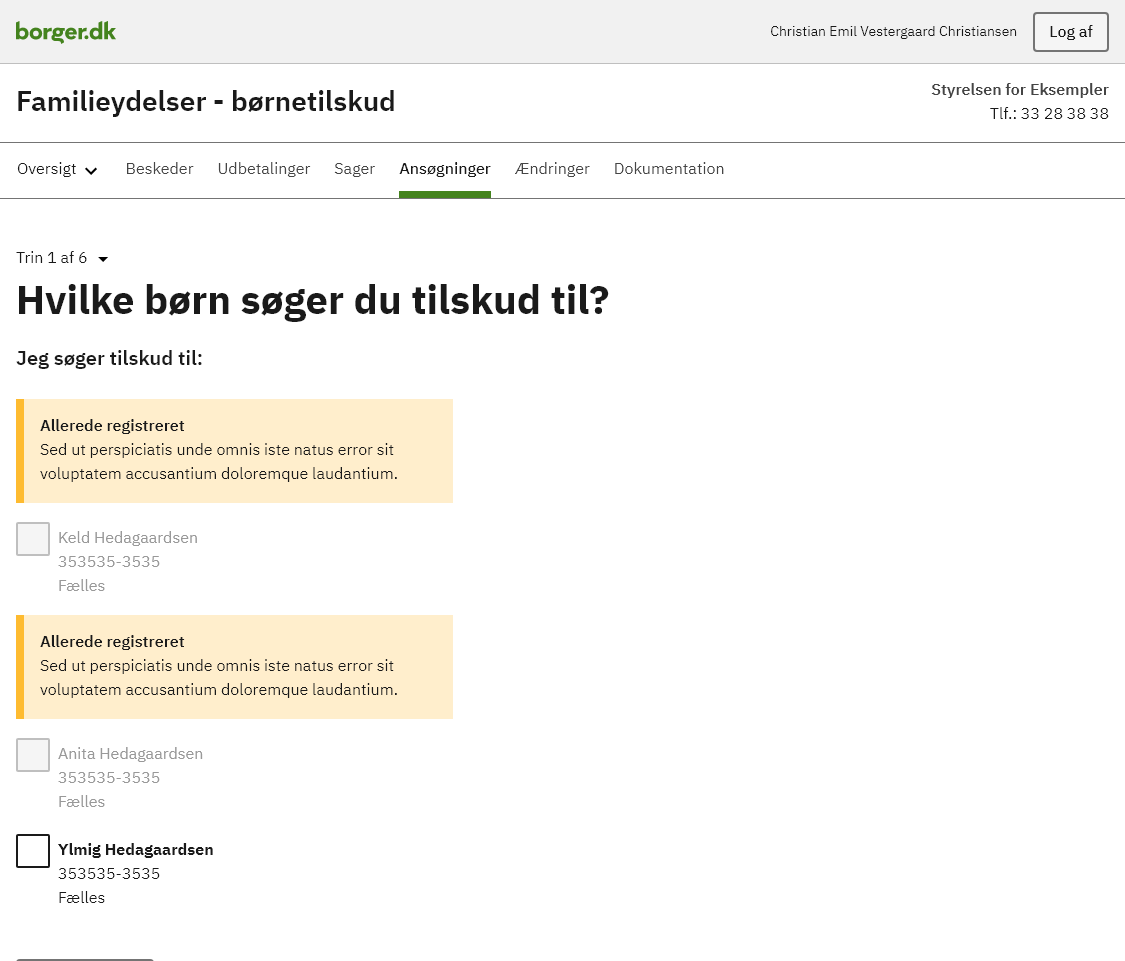 borger.dk
Christian Emil Vestergaard Christiansen
Log af
Familieydelser - børnetilskud
Styrelsen for Eksempler
Tlf.: 33 28 38 38
Oversigt Beskeder Udbetalinger Sager Ansøgninger Ændringer Dokumentation
Trin 1 af 6
Hvilke børn søger du tilskud til?
Jeg søger tilskud til:
Allerede registreret
Sed ut perspiciatis unde omnis iste natus error sit
voluptatem accusantium doloremque laudantium.
Keld Hedagaardsen
353535-3535
Fælles
Allerede registreret
Sed ut perspiciatis unde omnis iste natus error sit
voluptatem accusantium doloremque laudantium.
Anita Hedagaardsen
353535-3535
Fælles
Ylmig Hedagaardsen
353535-3535
Fælles